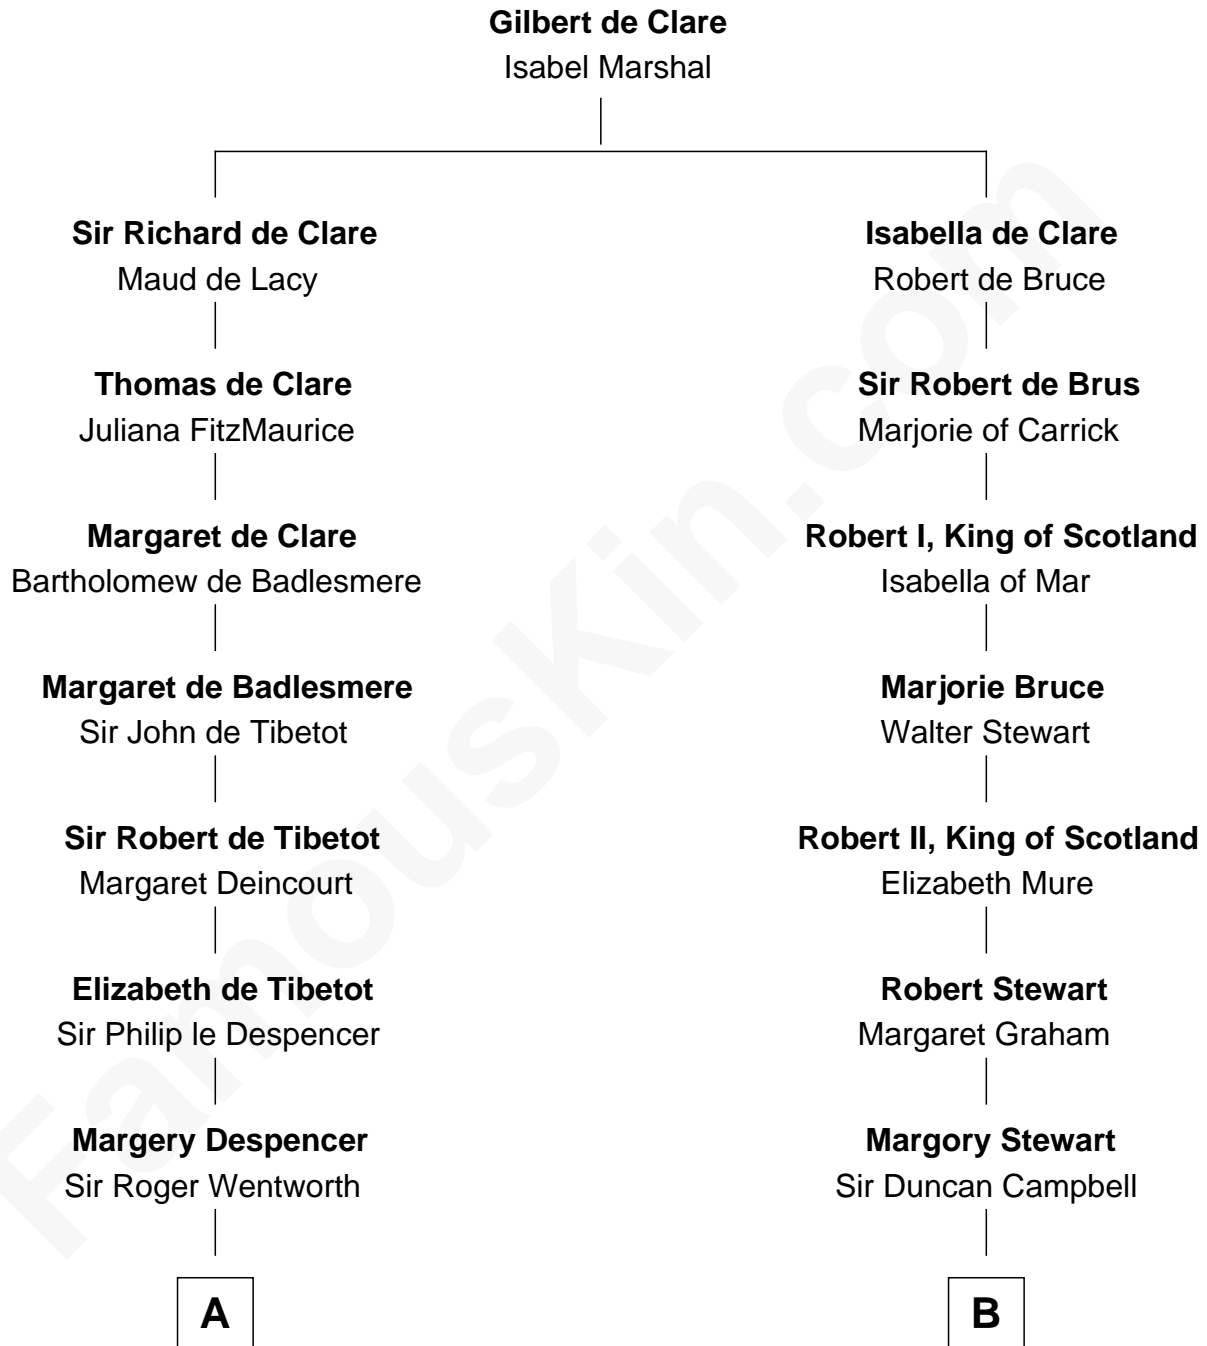 Gilbert de Clare
Isabel Marshal
Sir Richard de Clare
Maud de Lacy
Isabella de Clare
Robert de Bruce
Thomas de Clare
Juliana FitzMaurice
Sir Robert de Brus
Marjorie of Carrick
Margaret de Clare
Bartholomew de Badlesmere
Robert I, King of Scotland
Isabella of Mar
Margaret de Badlesmere
Sir John de Tibetot
Marjorie Bruce
Walter Stewart
Sir Robert de Tibetot
Margaret Deincourt
Robert II, King of Scotland
Elizabeth Mure
Elizabeth de Tibetot
Sir Philip le Despencer
Robert Stewart
Margaret Graham
Margery Despencer
Sir Roger Wentworth
Margory Stewart
Sir Duncan Campbell
A
B
FamousKin.com